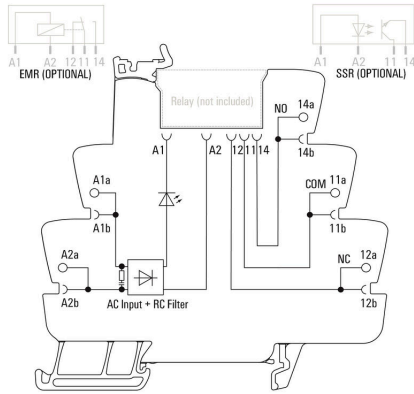 A1 A2 12 11 14
EMR (OPTIONAL)
A1 A2 11 14
SSR (OPTIONAL)
Relay (not included)
NO 14a
A1 A2 12 11 14
14b
A1a
COM 11a
A1b
11b
A2a
NC 12a
A2b
AC Input + RC Filter
12b